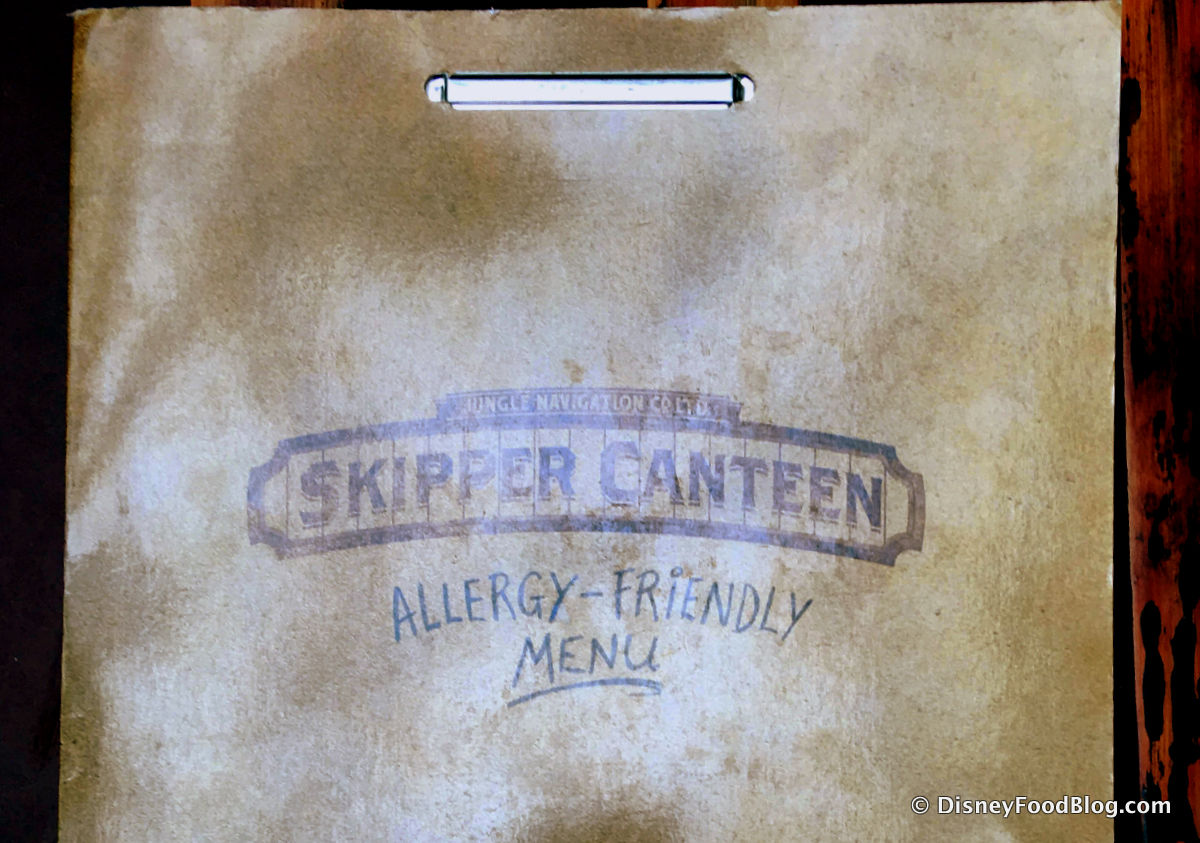 JUNGLE NAVIGATION CO. LTD.
SKIPPER CANTEEN
ALLERGY-FRiENDLY
MENU
© DisneyFoodBlog.com